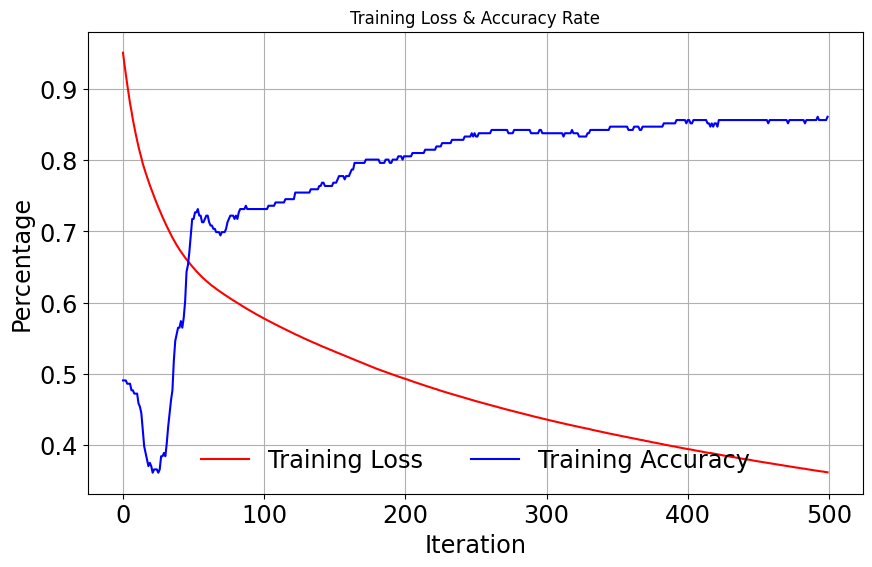 Training Loss & Accuracy Rate
Percentage
0.9
0.8
0.7
0.6
0.5
0.4
Training Loss Training Accuracy
0 100 200 300 400 500
Iteration